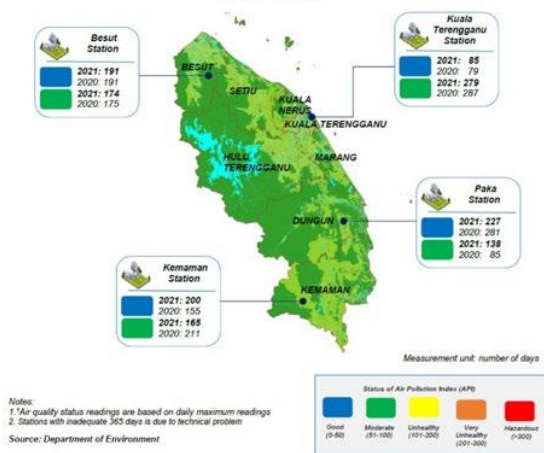 Besut
Station
2021: 191
2020: 191
2021: 174
2020: 175
Kuala
Terengganu
Station
2021: 85
2020: 79
2021: 279
2020: 287
BESUT
SETIU
KUALA
NERUS
KUALA TERENGGANU
HULU
TERENGGANU
MARANG
DUNGUN
KEMAMAN
Paka
Station
2021: 227
2020: 281
2021: 138
2020: 85
Kemaman
Station
2021: 200
2020: 155
2021: 165
2020: 211
Measurement unit: number of days
Notes:
1.¹Air quality status readings are based on daily maximum readings
2. Stations with inadequate 365 days is due to technical problem
Source: Department of Environment
Status of Air Pollution Index (API)
Good
(0-50)
Moderate
(51-100)
Unhealthy
(101-200)
Very
Unhealthy
(201-300)
Hazardous
(>300)